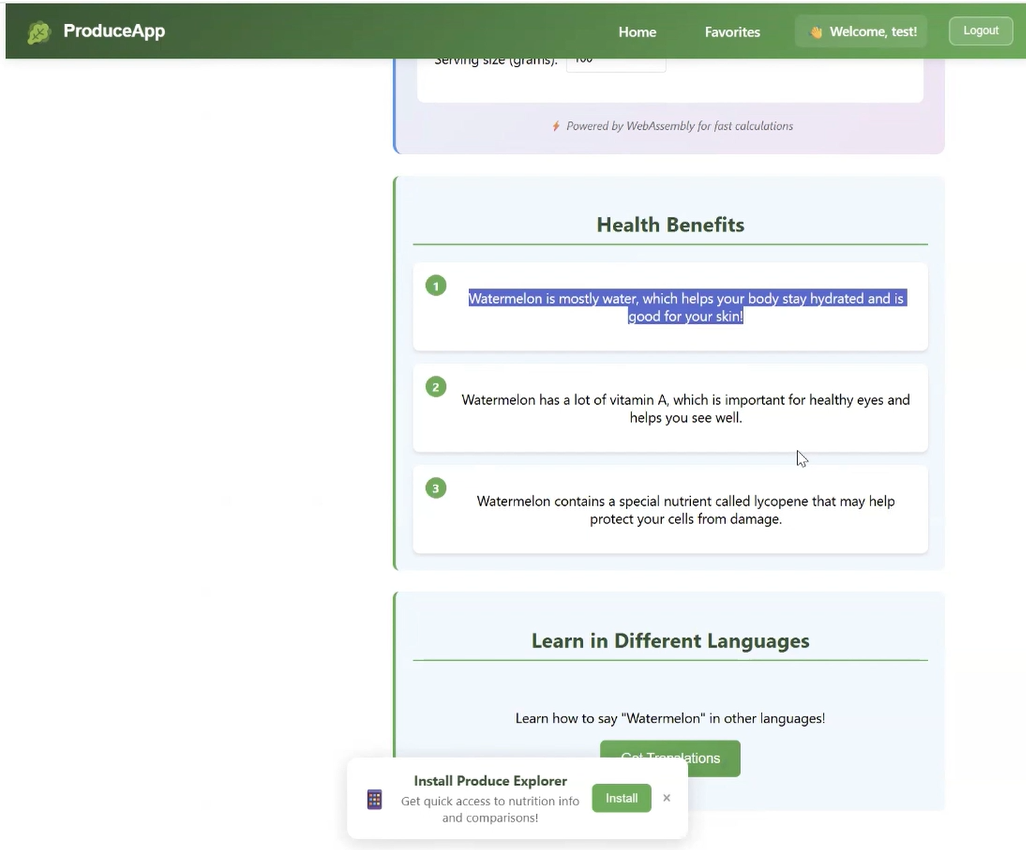 ProduceApp
Home
Favorites
👋 Welcome, test!
Logout
Serving size (grams):
100
⚡ Powered by WebAssembly for fast calculations
Health Benefits
1
Watermelon is mostly water, which helps your body stay hydrated and is
good for your skin!
2
Watermelon has a lot of vitamin A, which is important for healthy eyes and
helps you see well.
3
Watermelon contains a special nutrient called lycopene that may help
protect your cells from damage.
Learn in Different Languages
Learn how to say "Watermelon" in other languages!
Get Translations
Install Produce Explorer
Get quick access to nutrition info
and comparisons!
Install
×